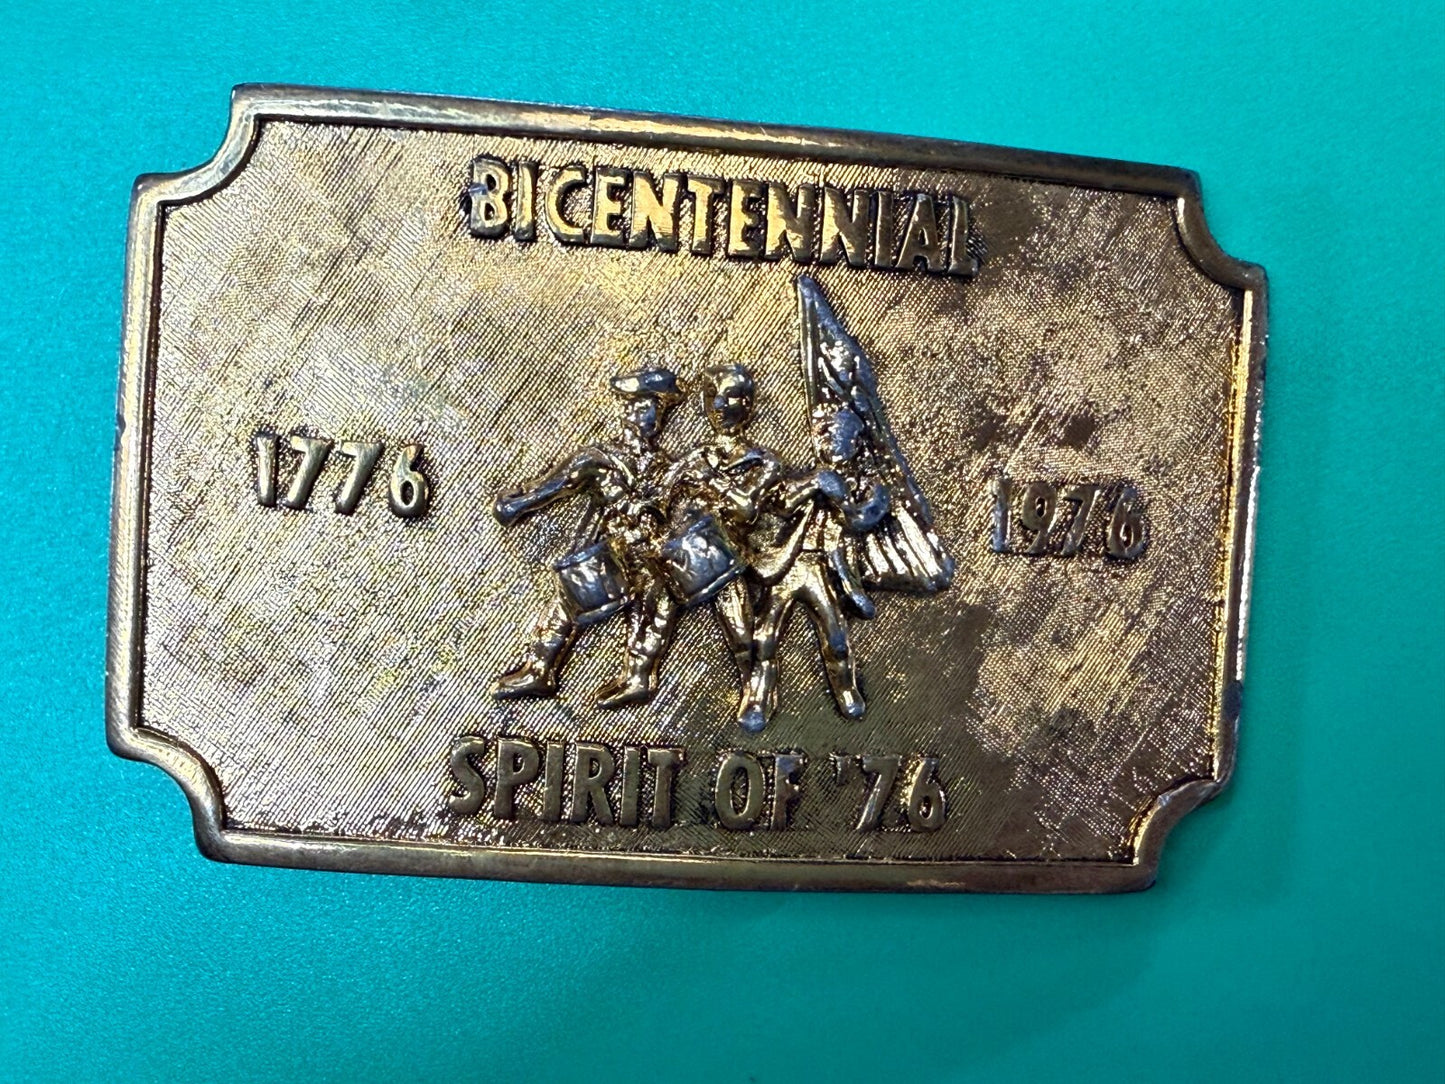 BICENTENNIAL
1776
1976
SPIRIT OF '76